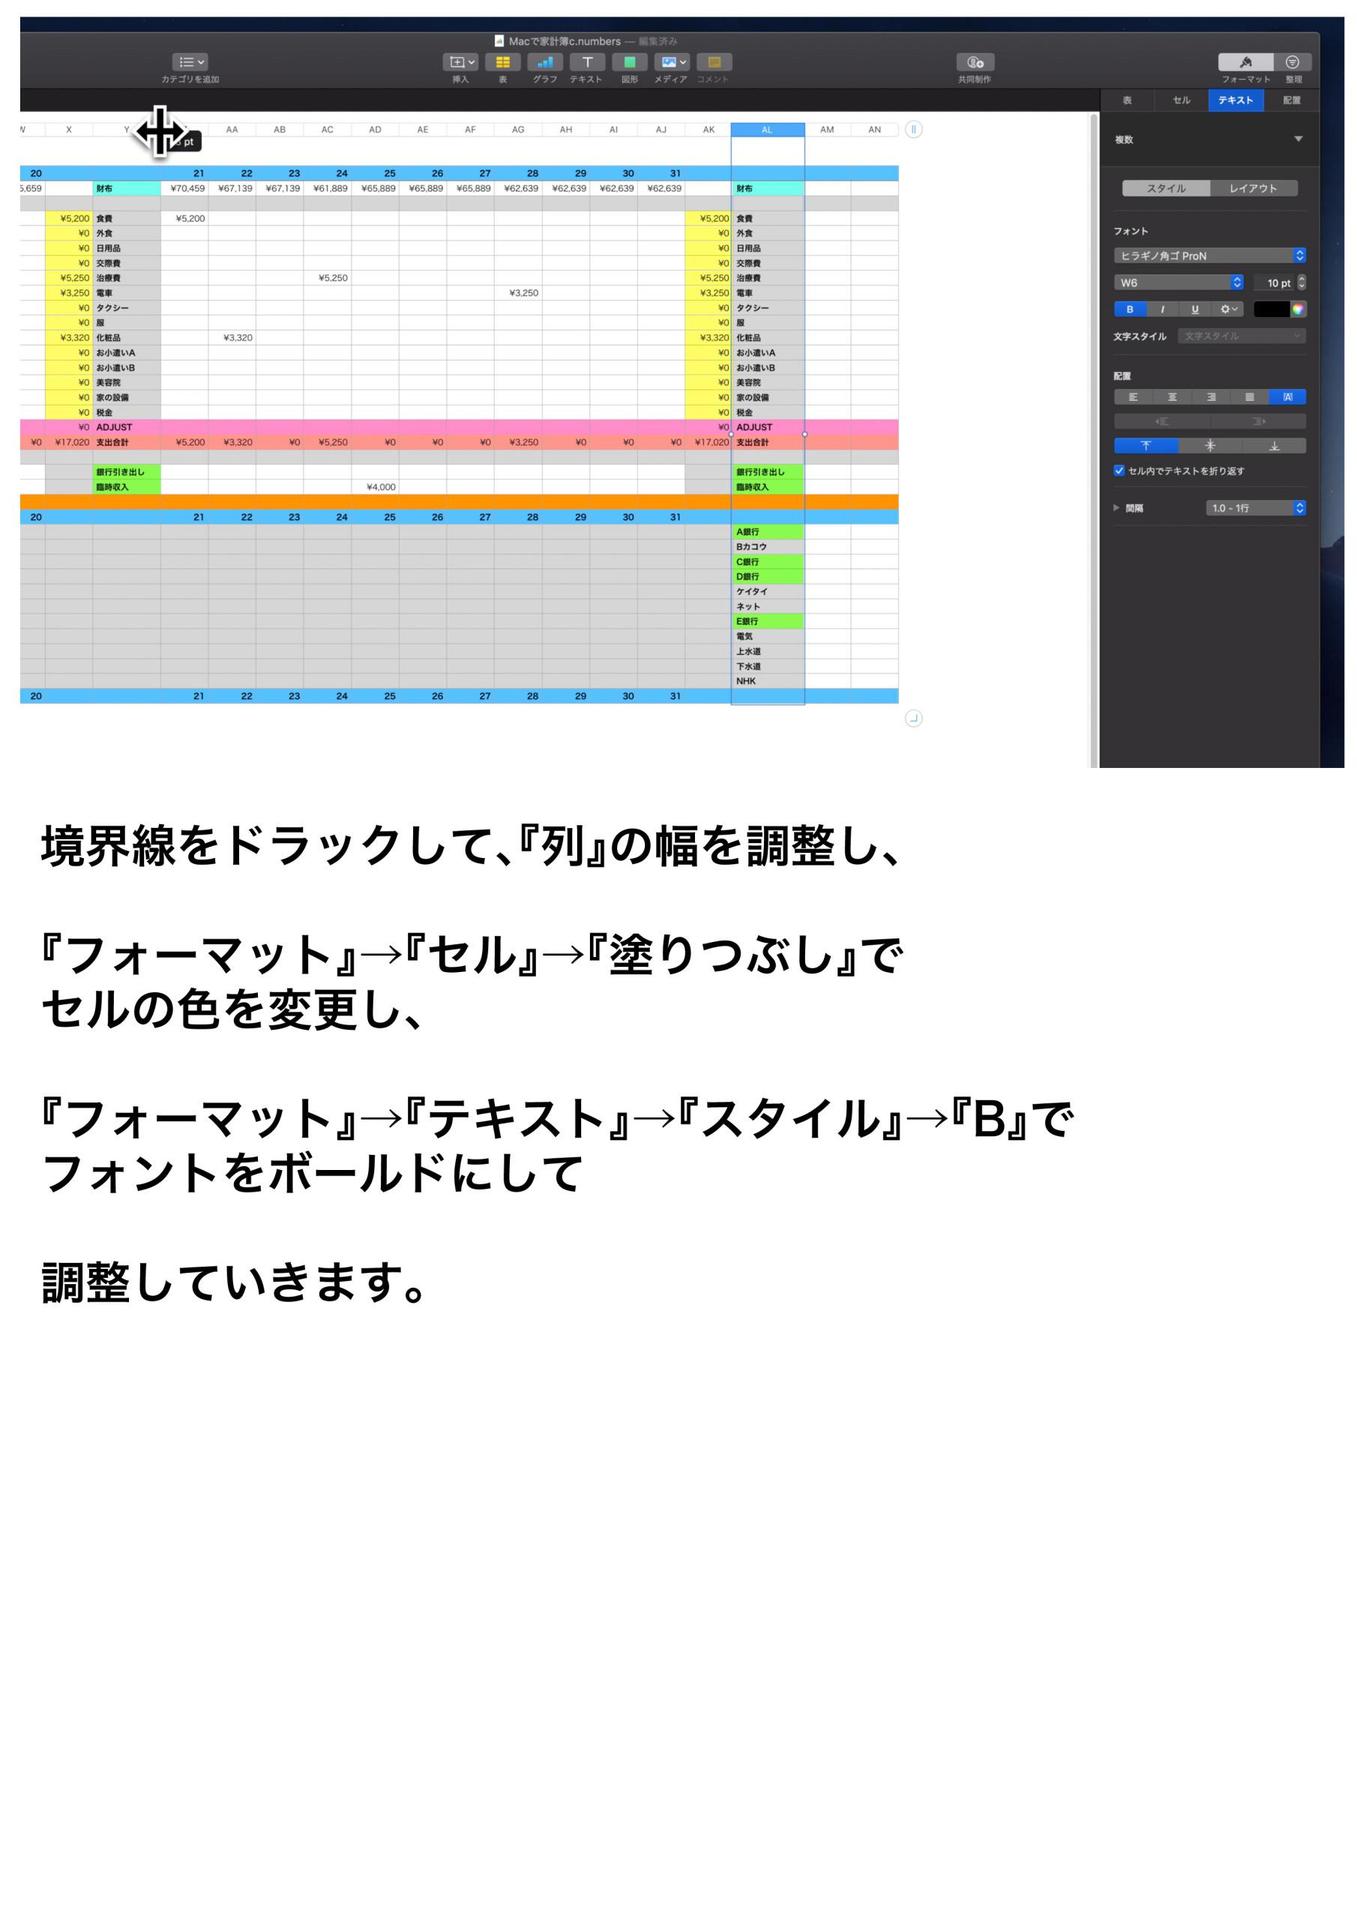 Macで家計簿c.numbers — 編集済み
カテゴリを追加 挿入 表 グラフ テキスト 図形 メディア コメント 共同制作 フォーマット 整理
表 セル テキスト 配置
X Y AA AB AC AD AE AF AG AH AI AJ AK AL AM AN
pt
複数
20 21 22 23 24 25 26 27 28 29 30 31
5,659 財布 ¥70,459 ¥67,139 ¥67,139 ¥61,889 ¥65,889 ¥65,889 ¥65,889 ¥62,639 ¥62,639 ¥62,639 ¥62,639 財布
¥5,200 食費 ¥5,200 ¥5,200 食費
¥0 外食 ¥0 外食
¥0 日用品 ¥0 日用品
¥0 交際費 ¥0 交際費
¥5,250 治療費 ¥5,250 ¥5,250 治療費
¥3,250 電車 ¥3,250 ¥3,250 電車
¥0 タクシー ¥0 タクシー
¥0 服 ¥0 服
¥3,320 化粧品 ¥3,320 ¥3,320 化粧品
¥0 お小遣いA ¥0 お小遣いA
¥0 お小遣いB ¥0 お小遣いB
¥0 美容院 ¥0 美容院
¥0 家の設備 ¥0 家の設備
¥0 税金 ¥0 税金
¥0 ADJUST ¥0 ADJUST
¥0 ¥17,020 支出合計 ¥5,200 ¥3,320 ¥0 ¥5,250 ¥0 ¥0 ¥0 ¥3,250 ¥0 ¥0 ¥0 ¥17,020 支出合計
銀行引き出し 銀行引き出し
臨時収入 ¥4,000 臨時収入
20 21 22 23 24 25 26 27 28 29 30 31
A銀行
Bカコウ
C銀行
D銀行
ケイタイ
ネット
E銀行
電気
上水道
下水道
NHK
20 21 22 23 24 25 26 27 28 29 30 31
スタイル レイアウト
フォント
ヒラギノ角ゴ ProN
W6 10 pt
B I U
文字スタイル 文字スタイル
配置
セル内でテキストを折り返す
間隔 1.0 - 1行
境界線をドラックして、『列』の幅を調整し、
『フォーマット』→『セル』→『塗りつぶし』で
セルの色を変更し、
『フォーマット』→『テキスト』→『スタイル』→『B』で
フォントをボールドにして
調整していきます。